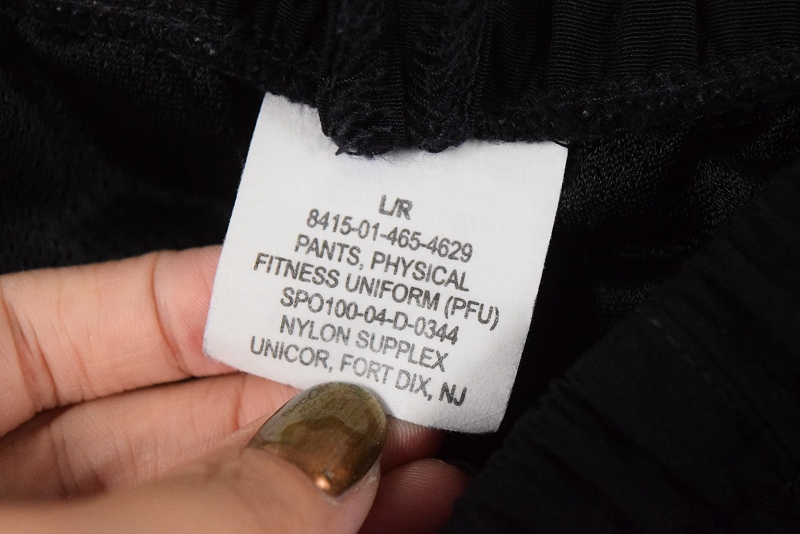 L/R
8415-01-465-4629
PANTS, PHYSICAL
FITNESS UNIFORM (PFU)
SPO100-04-D-0344
NYLON SUPPLEX
UNICOR, FORT DIX, NJ